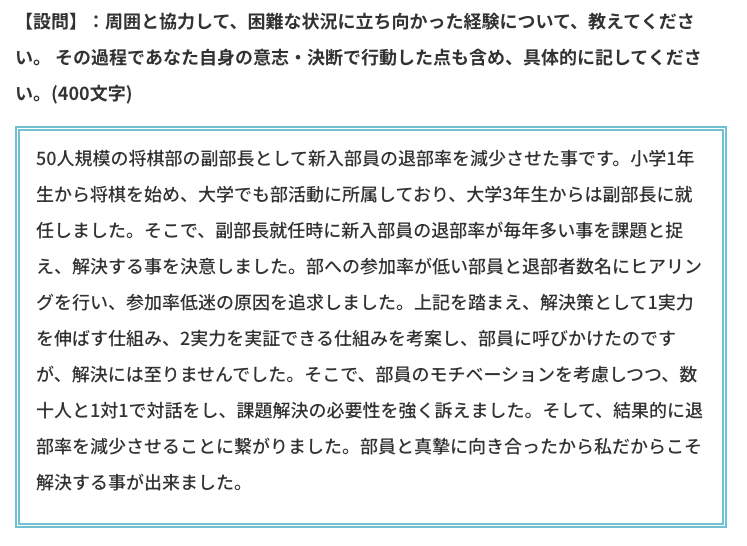 【設問】：周囲と協力して、困難な状況に立ち向かった経験について、教えてくださ
い。 その過程であなた自身の意志・決断で行動した点も含め、具体的に記してくださ
い。(400文字)
50人規模の将棋部の副部長として新入部員の退部率を減少させた事です。小学1年
生から将棋を始め、大学でも部活動に所属しており、大学3年生からは副部長に就
任しました。そこで、副部長就任時に新入部員の退部率が毎年多い事を課題と捉
え、解決する事を決意しました。部への参加率が低い部員と退部者数名にヒアリン
グを行い、参加率低迷の原因を追求しました。上記を踏まえ、解決策として1実力
を伸ばす仕組み、2実力を実証できる仕組みを考案し、部員に呼びかけたのです
が、解決には至りませんでした。そこで、部員のモチベーションを考慮しつつ、数
十人と1対1で対話をし、課題解決の必要性を強く訴えました。そして、結果的に退
部率を減少させることに繋がりました。部員と真摯に向き合ったから私だからこそ
解決する事が出来ました。